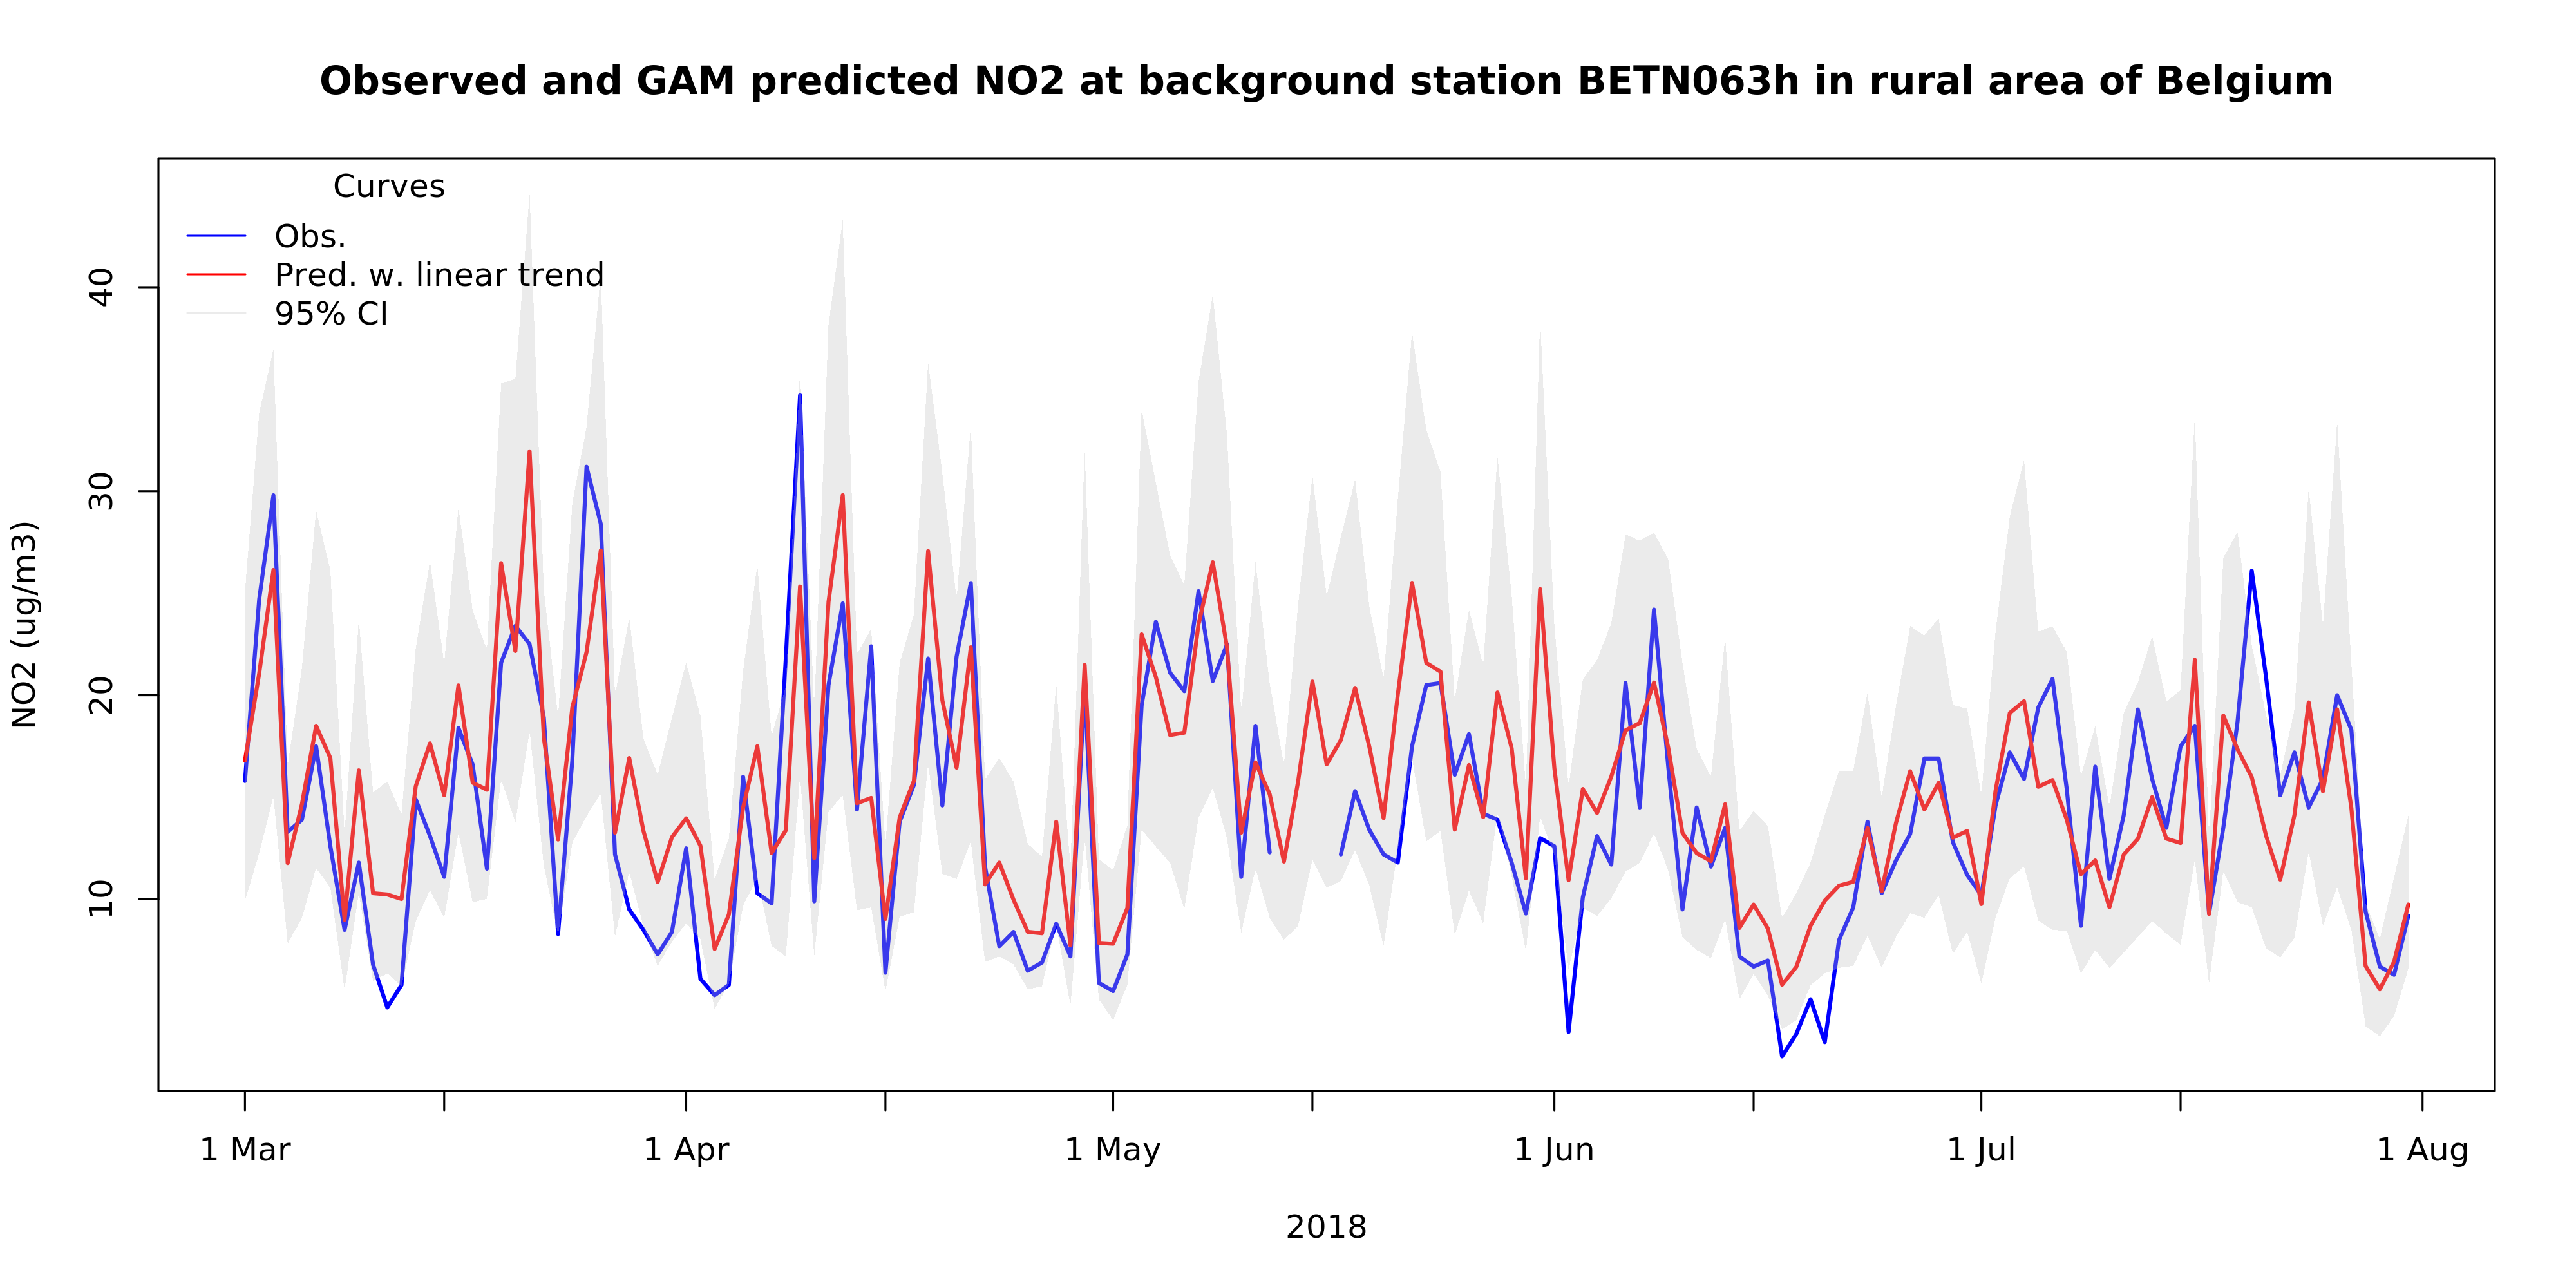 Observed and GAM predicted NO2 at background station BETN063h in rural area of Belgium
Curves
Obs.
Pred. w. linear trend
95% CI
NO2 (ug/m3)
40
30
20
10
1 Mar
1 Apr
1 May
1 Jun
1 Jul
1 Aug
2018